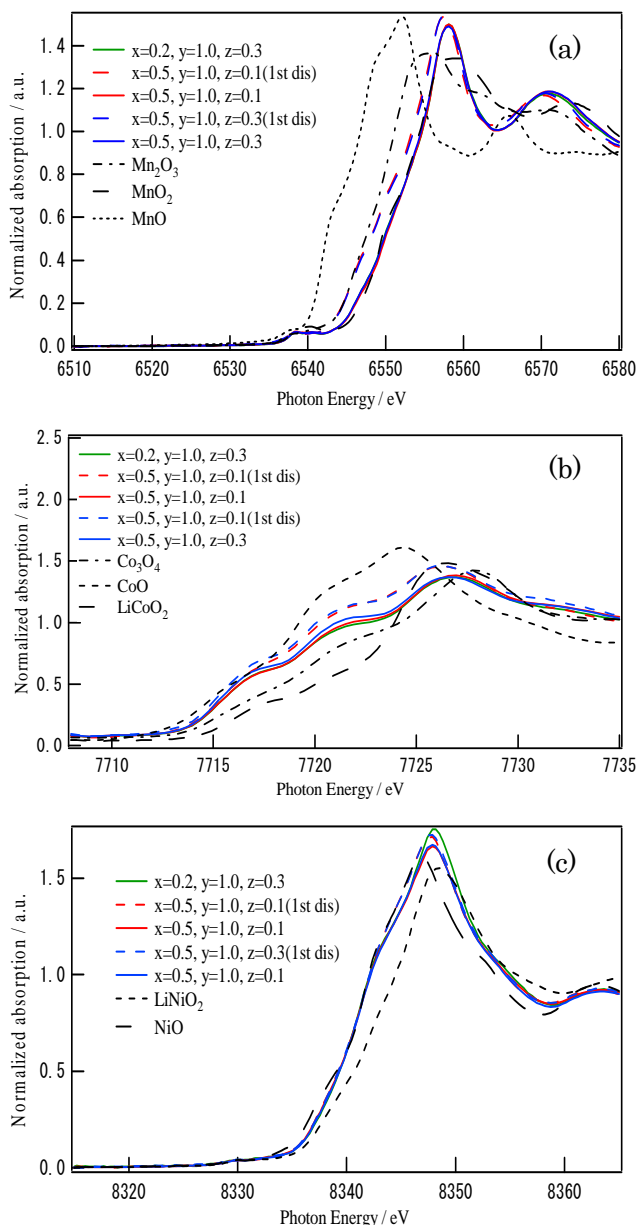 (a)
1.4
1.2
1.0
0.8
0.6
0.4
0.2
0.0
Normalized absorption / a.u.
x=0.2, y=1.0, z=0.3
x=0.5, y=1.0, z=0.1(1st dis)
x=0.5, y=1.0, z=0.1
x=0.5, y=1.0, z=0.3(1st dis)
x=0.5, y=1.0, z=0.3
Mn₂O₃
MnO₂
MnO
6510 6520 6530 6540 6550 6560 6570 6580
Photon Energy / eV
(b)
2.5
2.0
1.5
1.0
0.5
0.0
Normalized absorption / a.u.
x=0.2, y=1.0, z=0.3
x=0.5, y=1.0, z=0.1(1st dis)
x=0.5, y=1.0, z=0.1
x=0.5, y=1.0, z=0.1(1st dis)
x=0.5, y=1.0, z=0.3
Co₃O₄
CoO
LiCoO₂
7710 7715 7720 7725 7730 7735
Photon Energy / eV
(c)
1.5
1.0
0.5
0.0
Normalized absorption / a.u.
x=0.2, y=1.0, z=0.3
x=0.5, y=1.0, z=0.1(1st dis)
x=0.5, y=1.0, z=0.1
x=0.5, y=1.0, z=0.3(1st dis)
x=0.5, y=1.0, z=0.1
LiNiO₂
NiO
8320 8330 8340 8350 8360
Photon Energy / eV